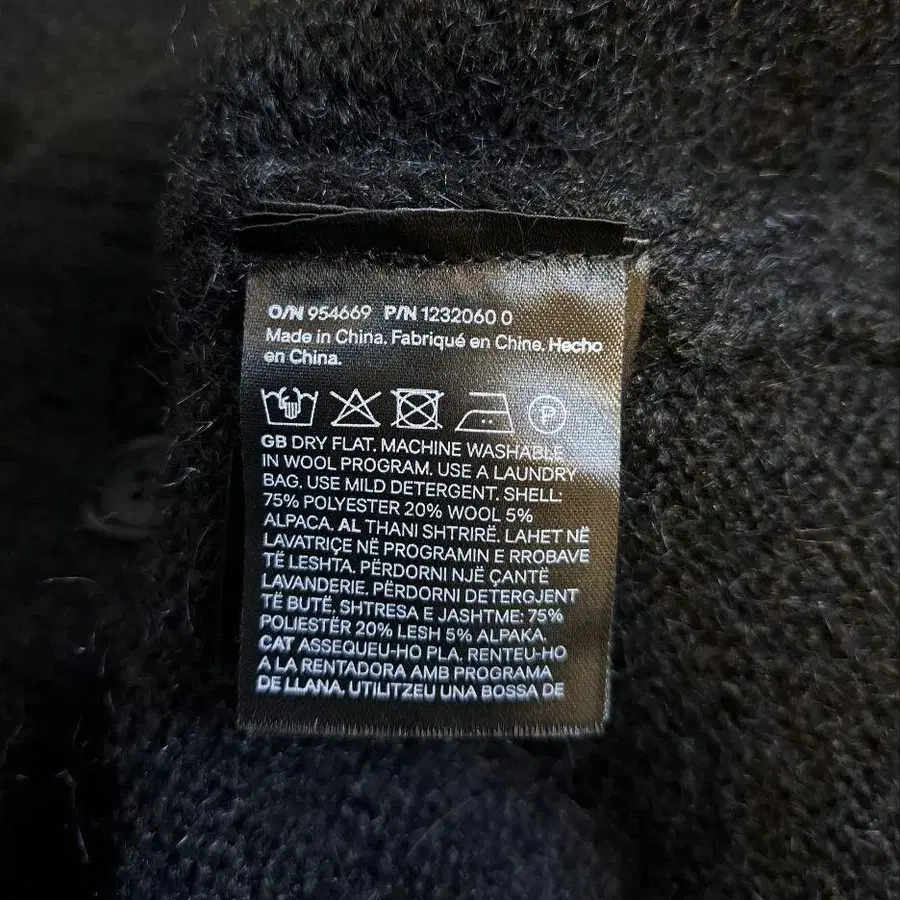 O/N 954669 P/N 1232060 0
Made in China. Fabriqué en Chine. Hecho
en China.
P
GB DRY FLAT. MACHINE WASHABLE
IN WOOL PROGRAM. USE A LAUNDRY
BAG. USE MILD DETERGENT. SHELL:
75% POLYESTER 20% WOOL 5%
ALPACA. AL THANI SHTRIRË. LAHET NË
LAVATRIÇE NË PROGRAMIN E RROBAVE
TË LESHTA. PËRDORNI NJË ÇANTË
LAVANDERIE. PËRDORNI DETERGJENT
TË BUTË. SHTRESA E JASHTME: 75%
POLIESTËR 20% LESH 5% ALPAKA.
CAT ASSEQUEU-HO PLA. RENTEU-HO
A LA RENTADORA AMB PROGRAMA
DE LLANA. UTILITZEU UNA BOSSA DE